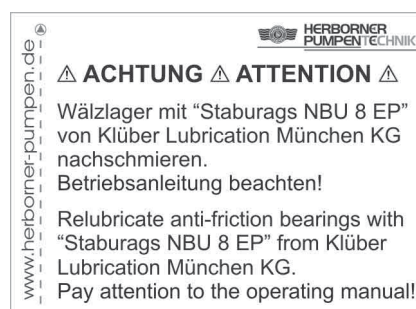 HERBORNER
PUMPENTECHNIK
⚠ ACHTUNG ⚠ ATTENTION ⚠
Wälzlager mit “Staburags NBU 8 EP”
von Klüber Lubrication München KG
nachschmieren.
Betriebsanleitung beachten!
Relubricate anti-friction bearings with
“Staburags NBU 8 EP” from Klüber
Lubrication München KG.
Pay attention to the operating manual!
www.herborner-pumpen.de